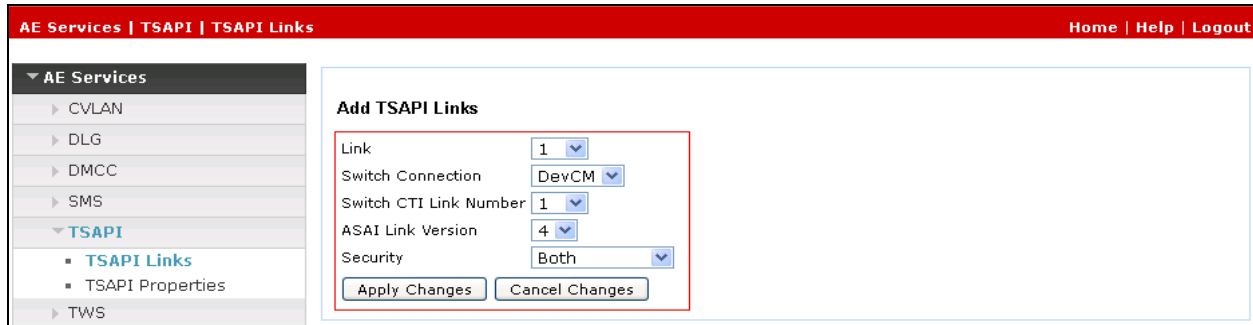 AE Services | TSAPI | TSAPI Links
Home | Help | Logout
AE Services
CVLAN
DLG
DMCC
SMS
TSAPI
TSAPI Links
TSAPI Properties
TWS
Add TSAPI Links
Link 1
Switch Connection DevCM
Switch CTI Link Number 1
ASAI Link Version 4
Security Both
Apply Changes Cancel Changes